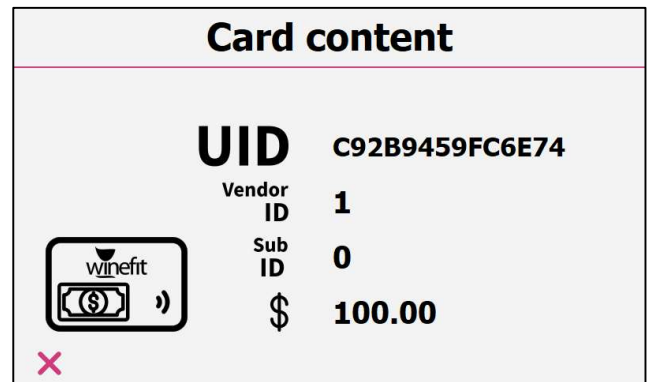 Card content
UID C92B9459FC6E74
Vendor ID 1
Sub ID 0
winefit
$
$ 100.00